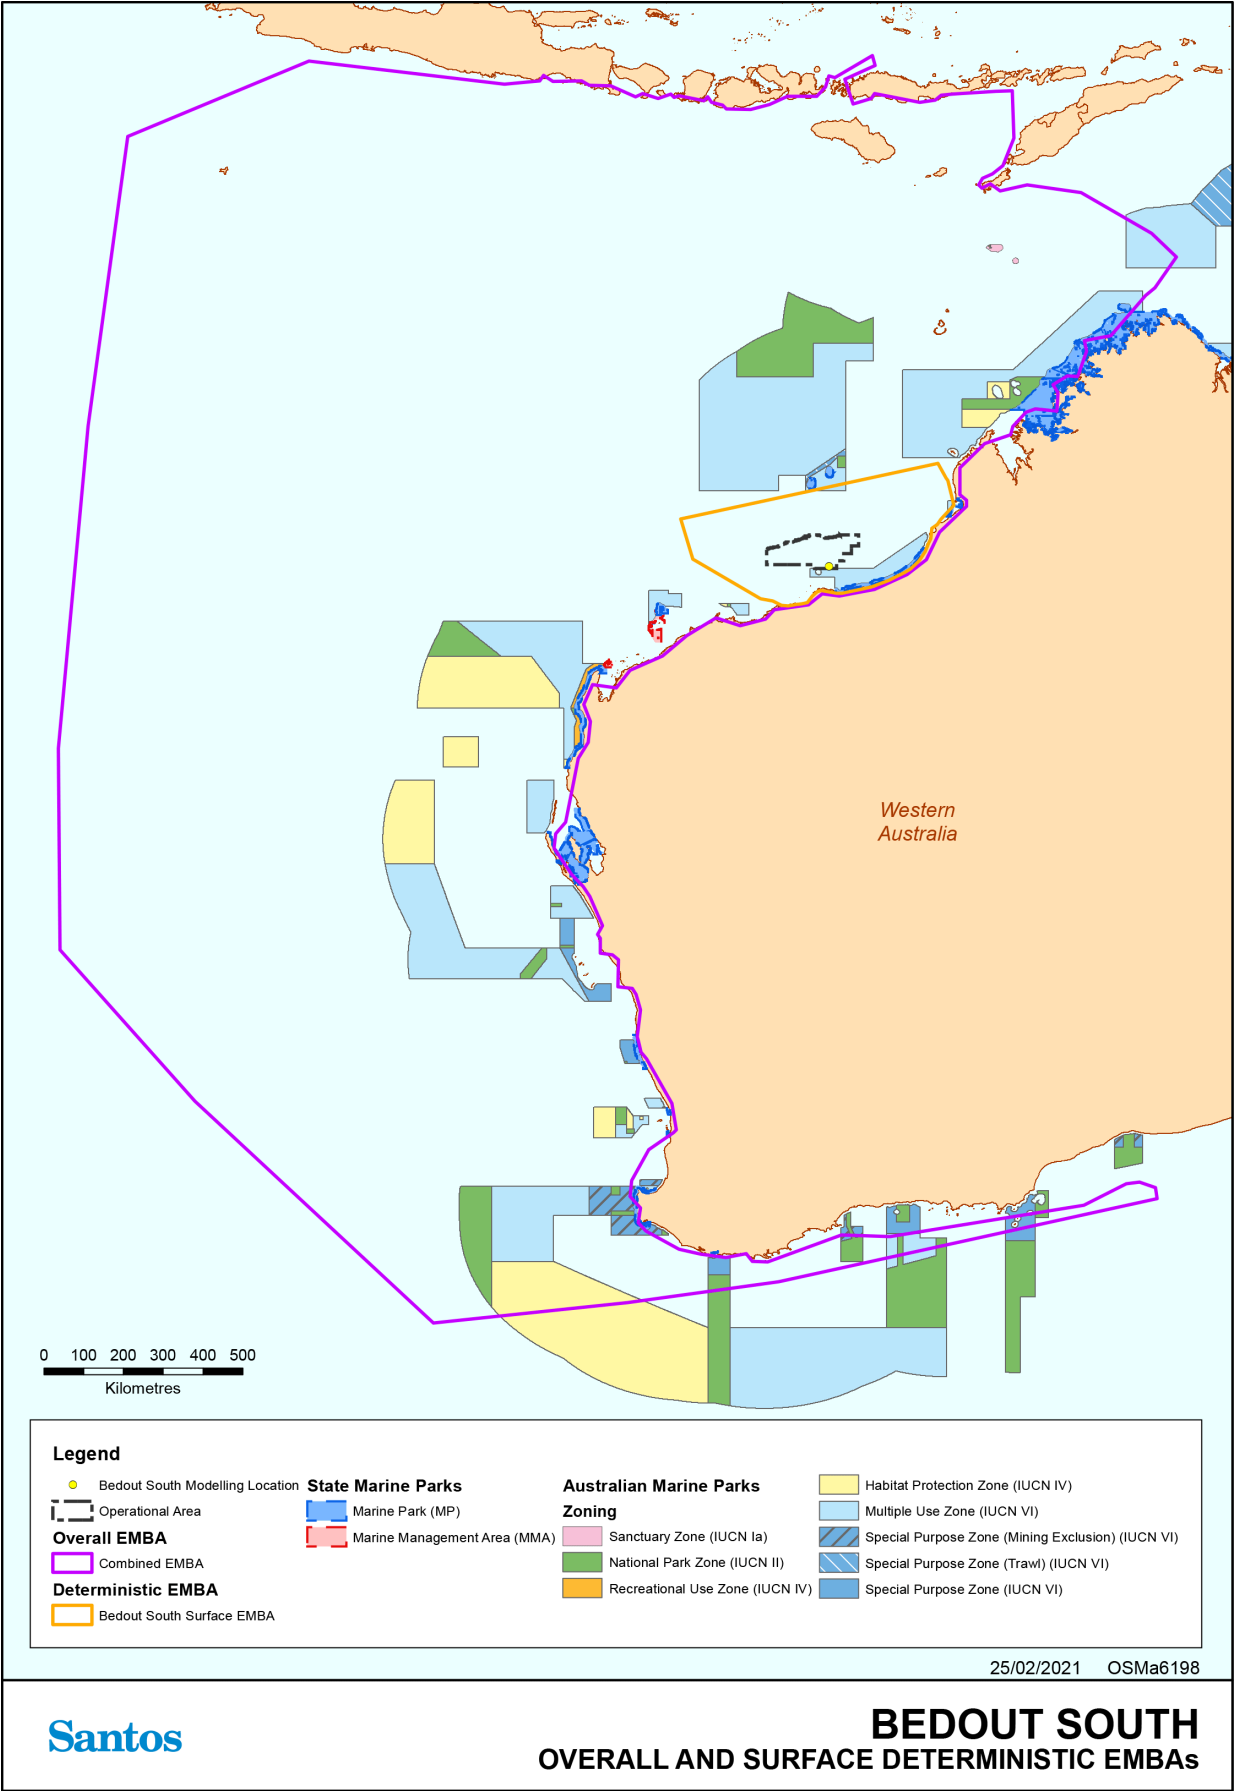 Western
Australia
0 100 200 300 400 500
Kilometres
Legend
Bedout South Modelling Location
Operational Area
Overall EMBA
Combined EMBA
Deterministic EMBA
Bedout South Surface EMBA
State Marine Parks
Marine Park (MP)
Marine Management Area (MMA)
Australian Marine Parks
Zoning
Sanctuary Zone (IUCN Ia)
National Park Zone (IUCN II)
Recreational Use Zone (IUCN IV)
Habitat Protection Zone (IUCN IV)
Multiple Use Zone (IUCN VI)
Special Purpose Zone (Mining Exclusion) (IUCN VI)
Special Purpose Zone (Trawl) (IUCN VI)
Special Purpose Zone (IUCN VI)
25/02/2021 OSMa6198
Santos
BEDOUT SOUTH
OVERALL AND SURFACE DETERMINISTIC EMBAs